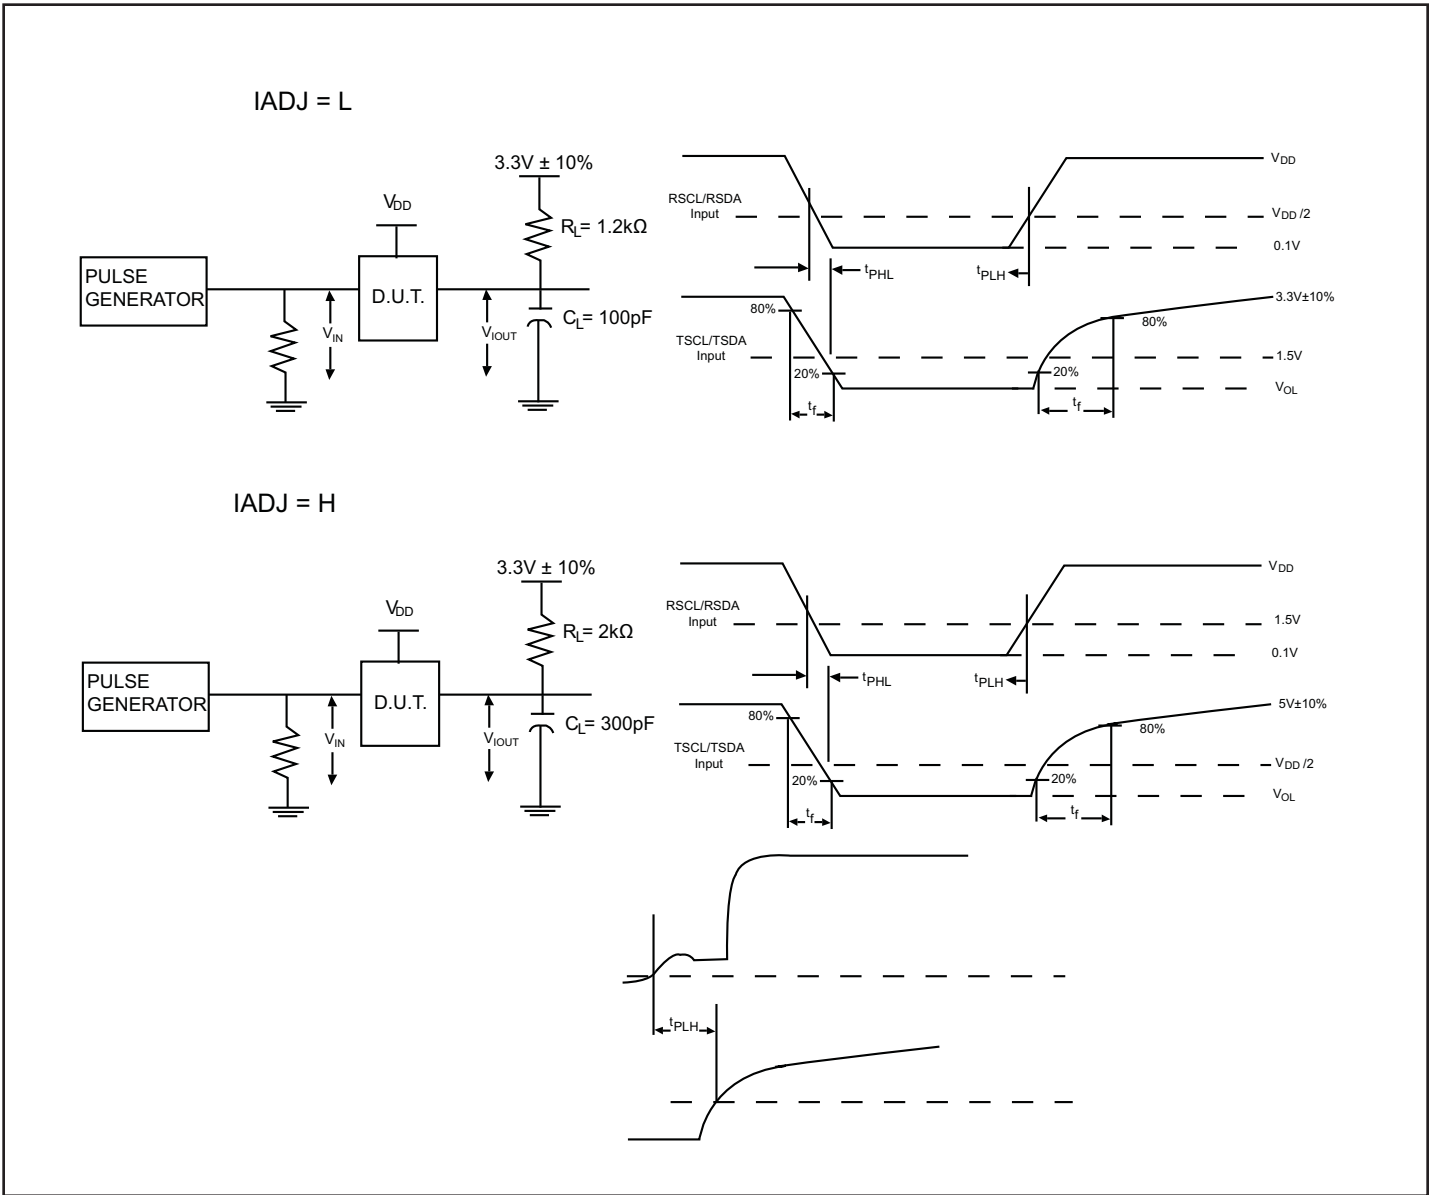 IADJ = L
3.3V ± 10%
VDD
RL= 1.2kΩ
PULSE
GENERATOR
D.U.T.
VIN
VIOUT
CL= 100pF
VDD
RSCL/RSDA
Input
VDD /2
0.1V
tPHL
tPLH
3.3V±10%
80%
80%
TSCL/TSDA
Input
1.5V
20%
20%
VOL
tf
tf
IADJ = H
3.3V ± 10%
VDD
RL= 2kΩ
PULSE
GENERATOR
D.U.T.
VIN
VIOUT
CL= 300pF
VDD
RSCL/RSDA
Input
1.5V
0.1V
tPHL
tPLH
5V±10%
80%
80%
TSCL/TSDA
Input
VDD /2
20%
20%
VOL
tf
tf
tPLH